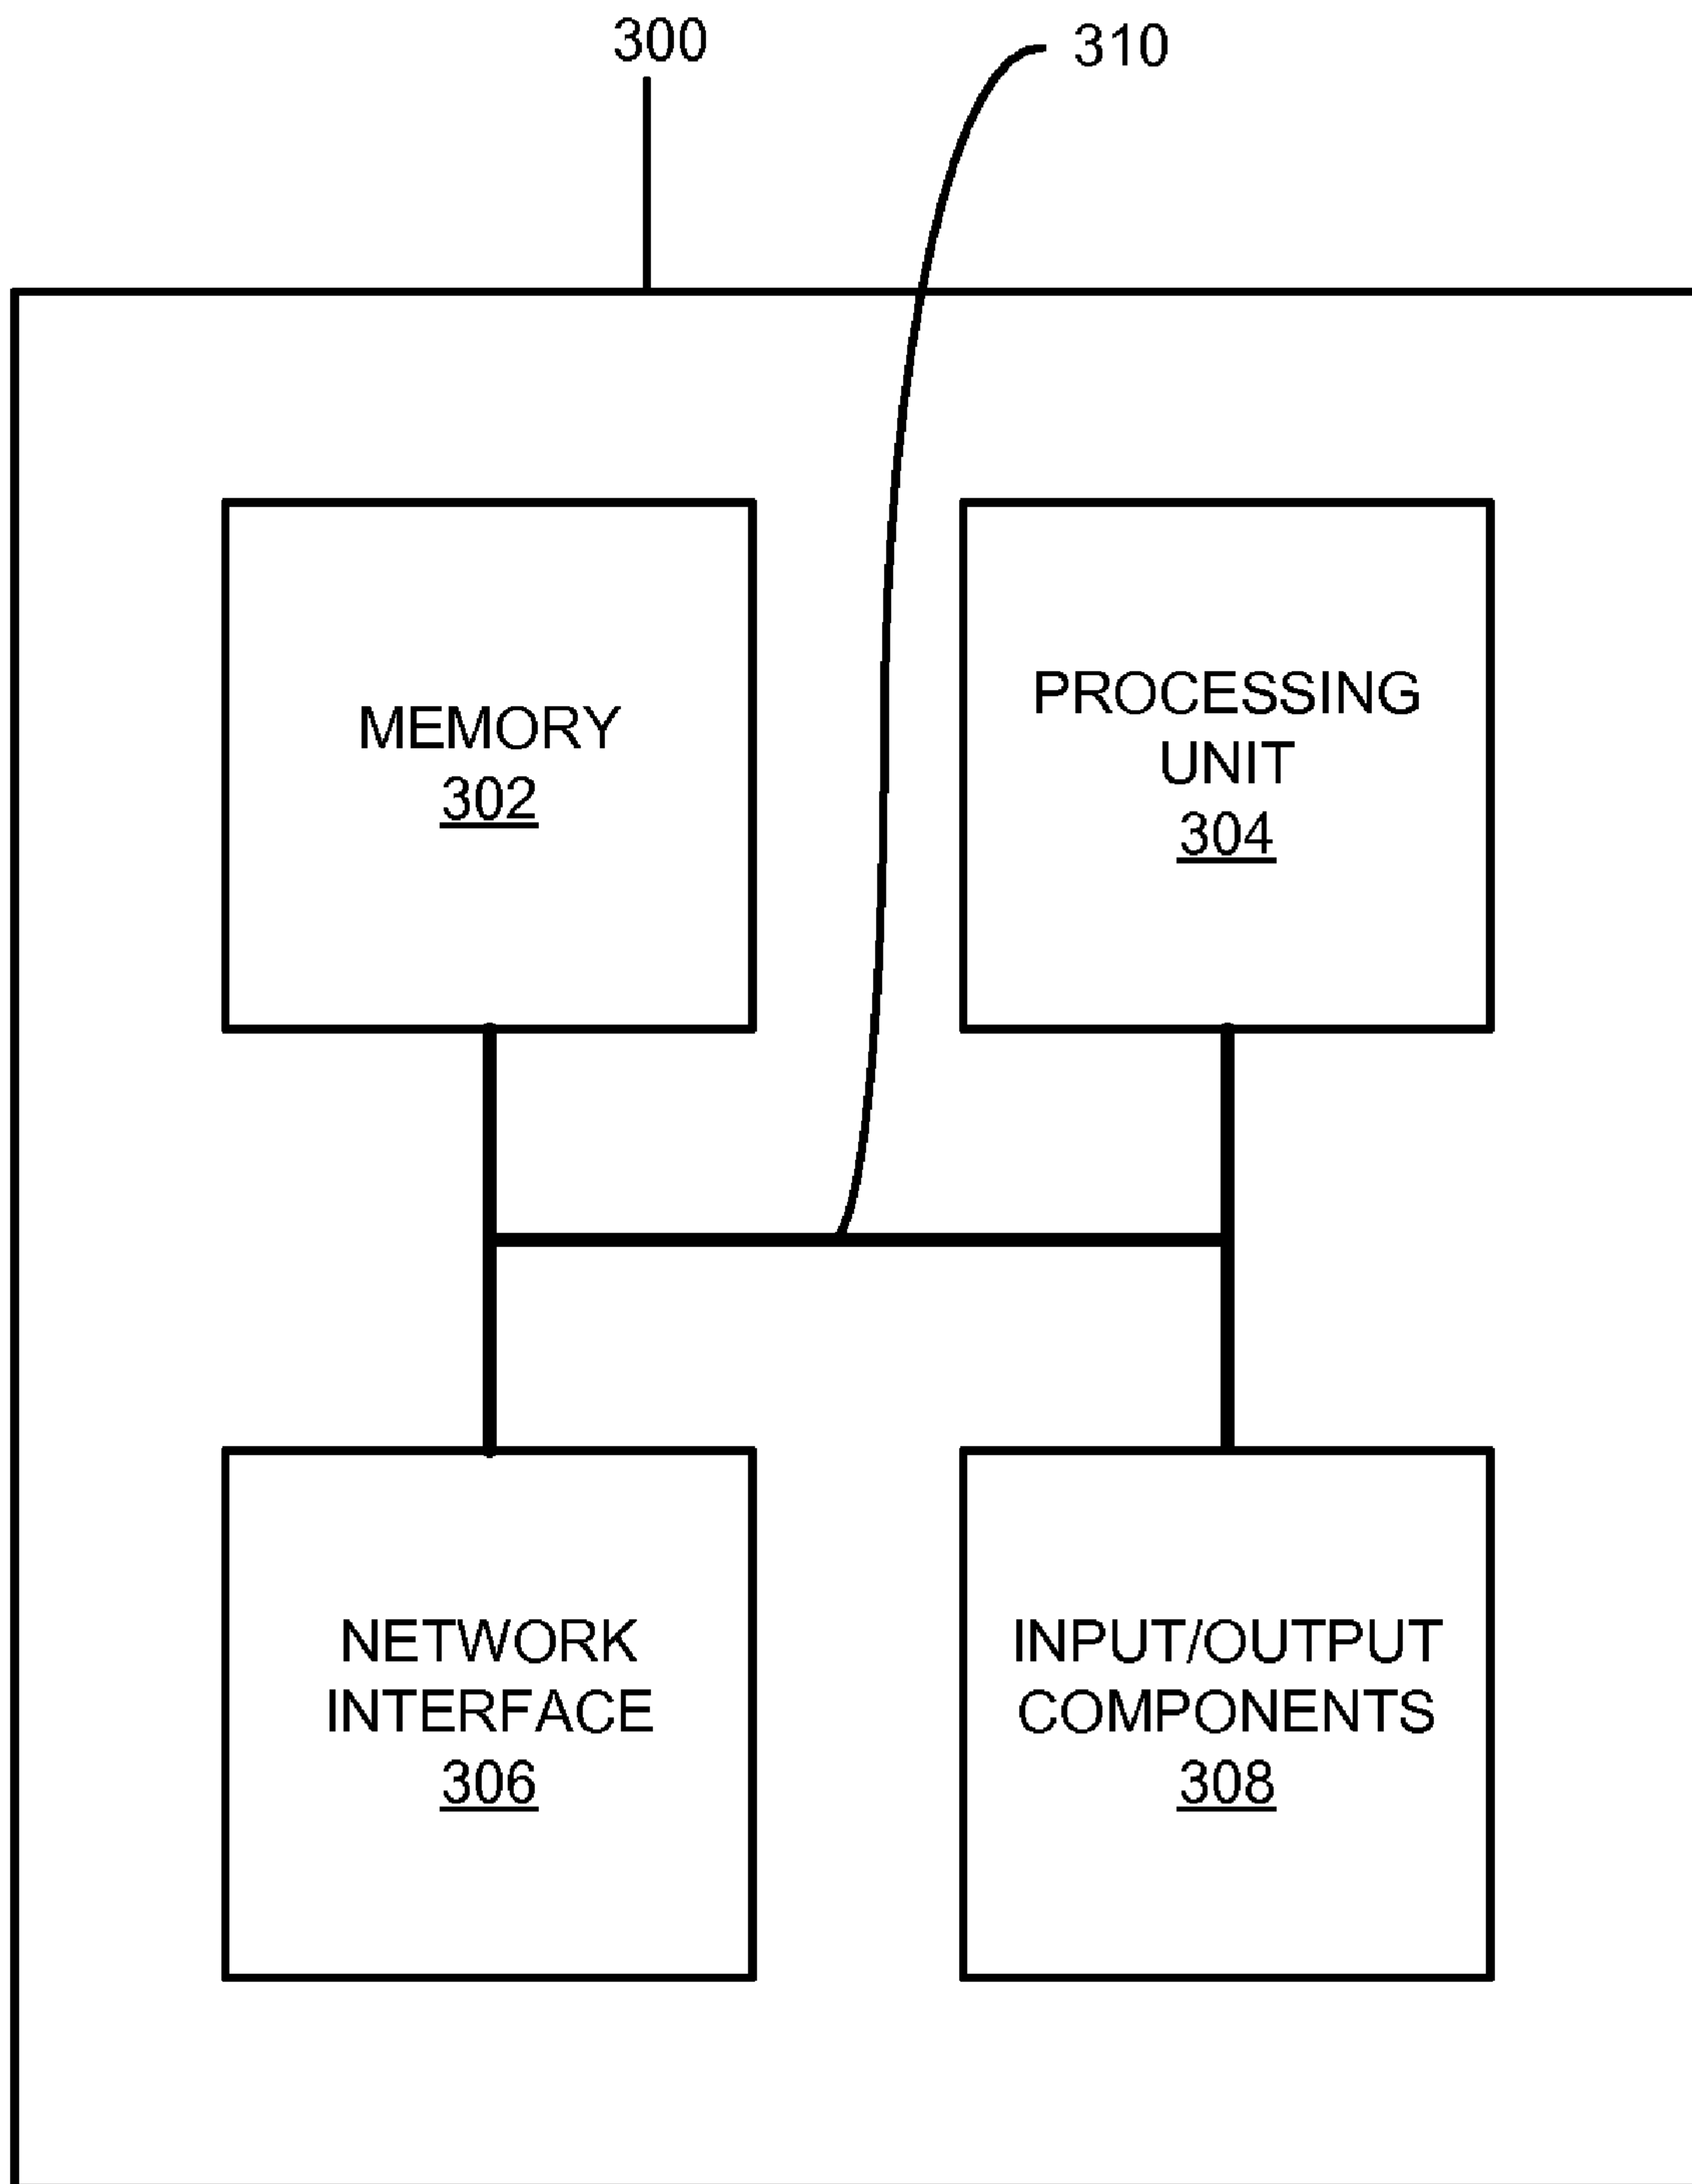 300
310
MEMORY
302
PROCESSING
UNIT
304
NETWORK
INTERFACE
306
INPUT/OUTPUT
COMPONENTS
308